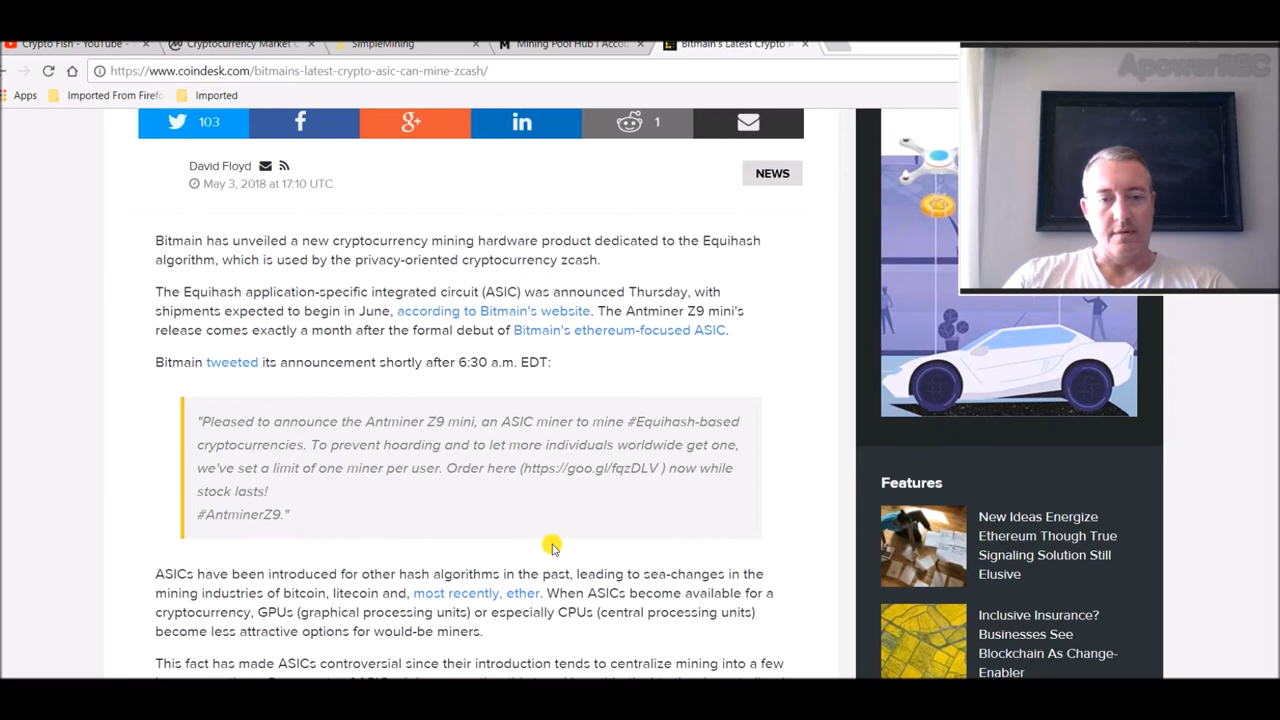 Crypto Fish - YouTube -
Cryptocurrency Market C
SimpleMining
Mining Pool Hub | Accou
Bitmain's Latest Crypto A
https://www.coindesk.com/bitmains-latest-crypto-asic-can-mine-zcash/
ApowerREC
Apps
Imported From Firefo
Imported
103
1
David Floyd
May 3, 2018 at 17:10 UTC
NEWS
Bitmain has unveiled a new cryptocurrency mining hardware product dedicated to the Equihash
algorithm, which is used by the privacy-oriented cryptocurrency zcash.
The Equihash application-specific integrated circuit (ASIC) was announced Thursday, with
shipments expected to begin in June, according to Bitmain's website. The Antminer Z9 mini's
release comes exactly a month after the formal debut of Bitmain's ethereum-focused ASIC.
Bitmain tweeted its announcement shortly after 6:30 a.m. EDT:
"Pleased to announce the Antminer Z9 mini, an ASIC miner to mine #Equihash-based
cryptocurrencies. To prevent hoarding and to let more individuals worldwide get one,
we've set a limit of one miner per user. Order here (https://goo.gl/fqzDLV ) now while
stock lasts!
#AntminerZ9."
ASICs have been introduced for other hash algorithms in the past, leading to sea-changes in the
mining industries of bitcoin, litecoin and, most recently, ether. When ASICs become available for a
cryptocurrency, GPUs (graphical processing units) or especially CPUs (central processing units)
become less attractive options for would-be miners.
This fact has made ASICs controversial since their introduction tends to centralize mining into a few
Features
New Ideas Energize
Ethereum Though True
Signaling Solution Still
Elusive
Inclusive Insurance?
Businesses See
Blockchain As Change-
Enabler